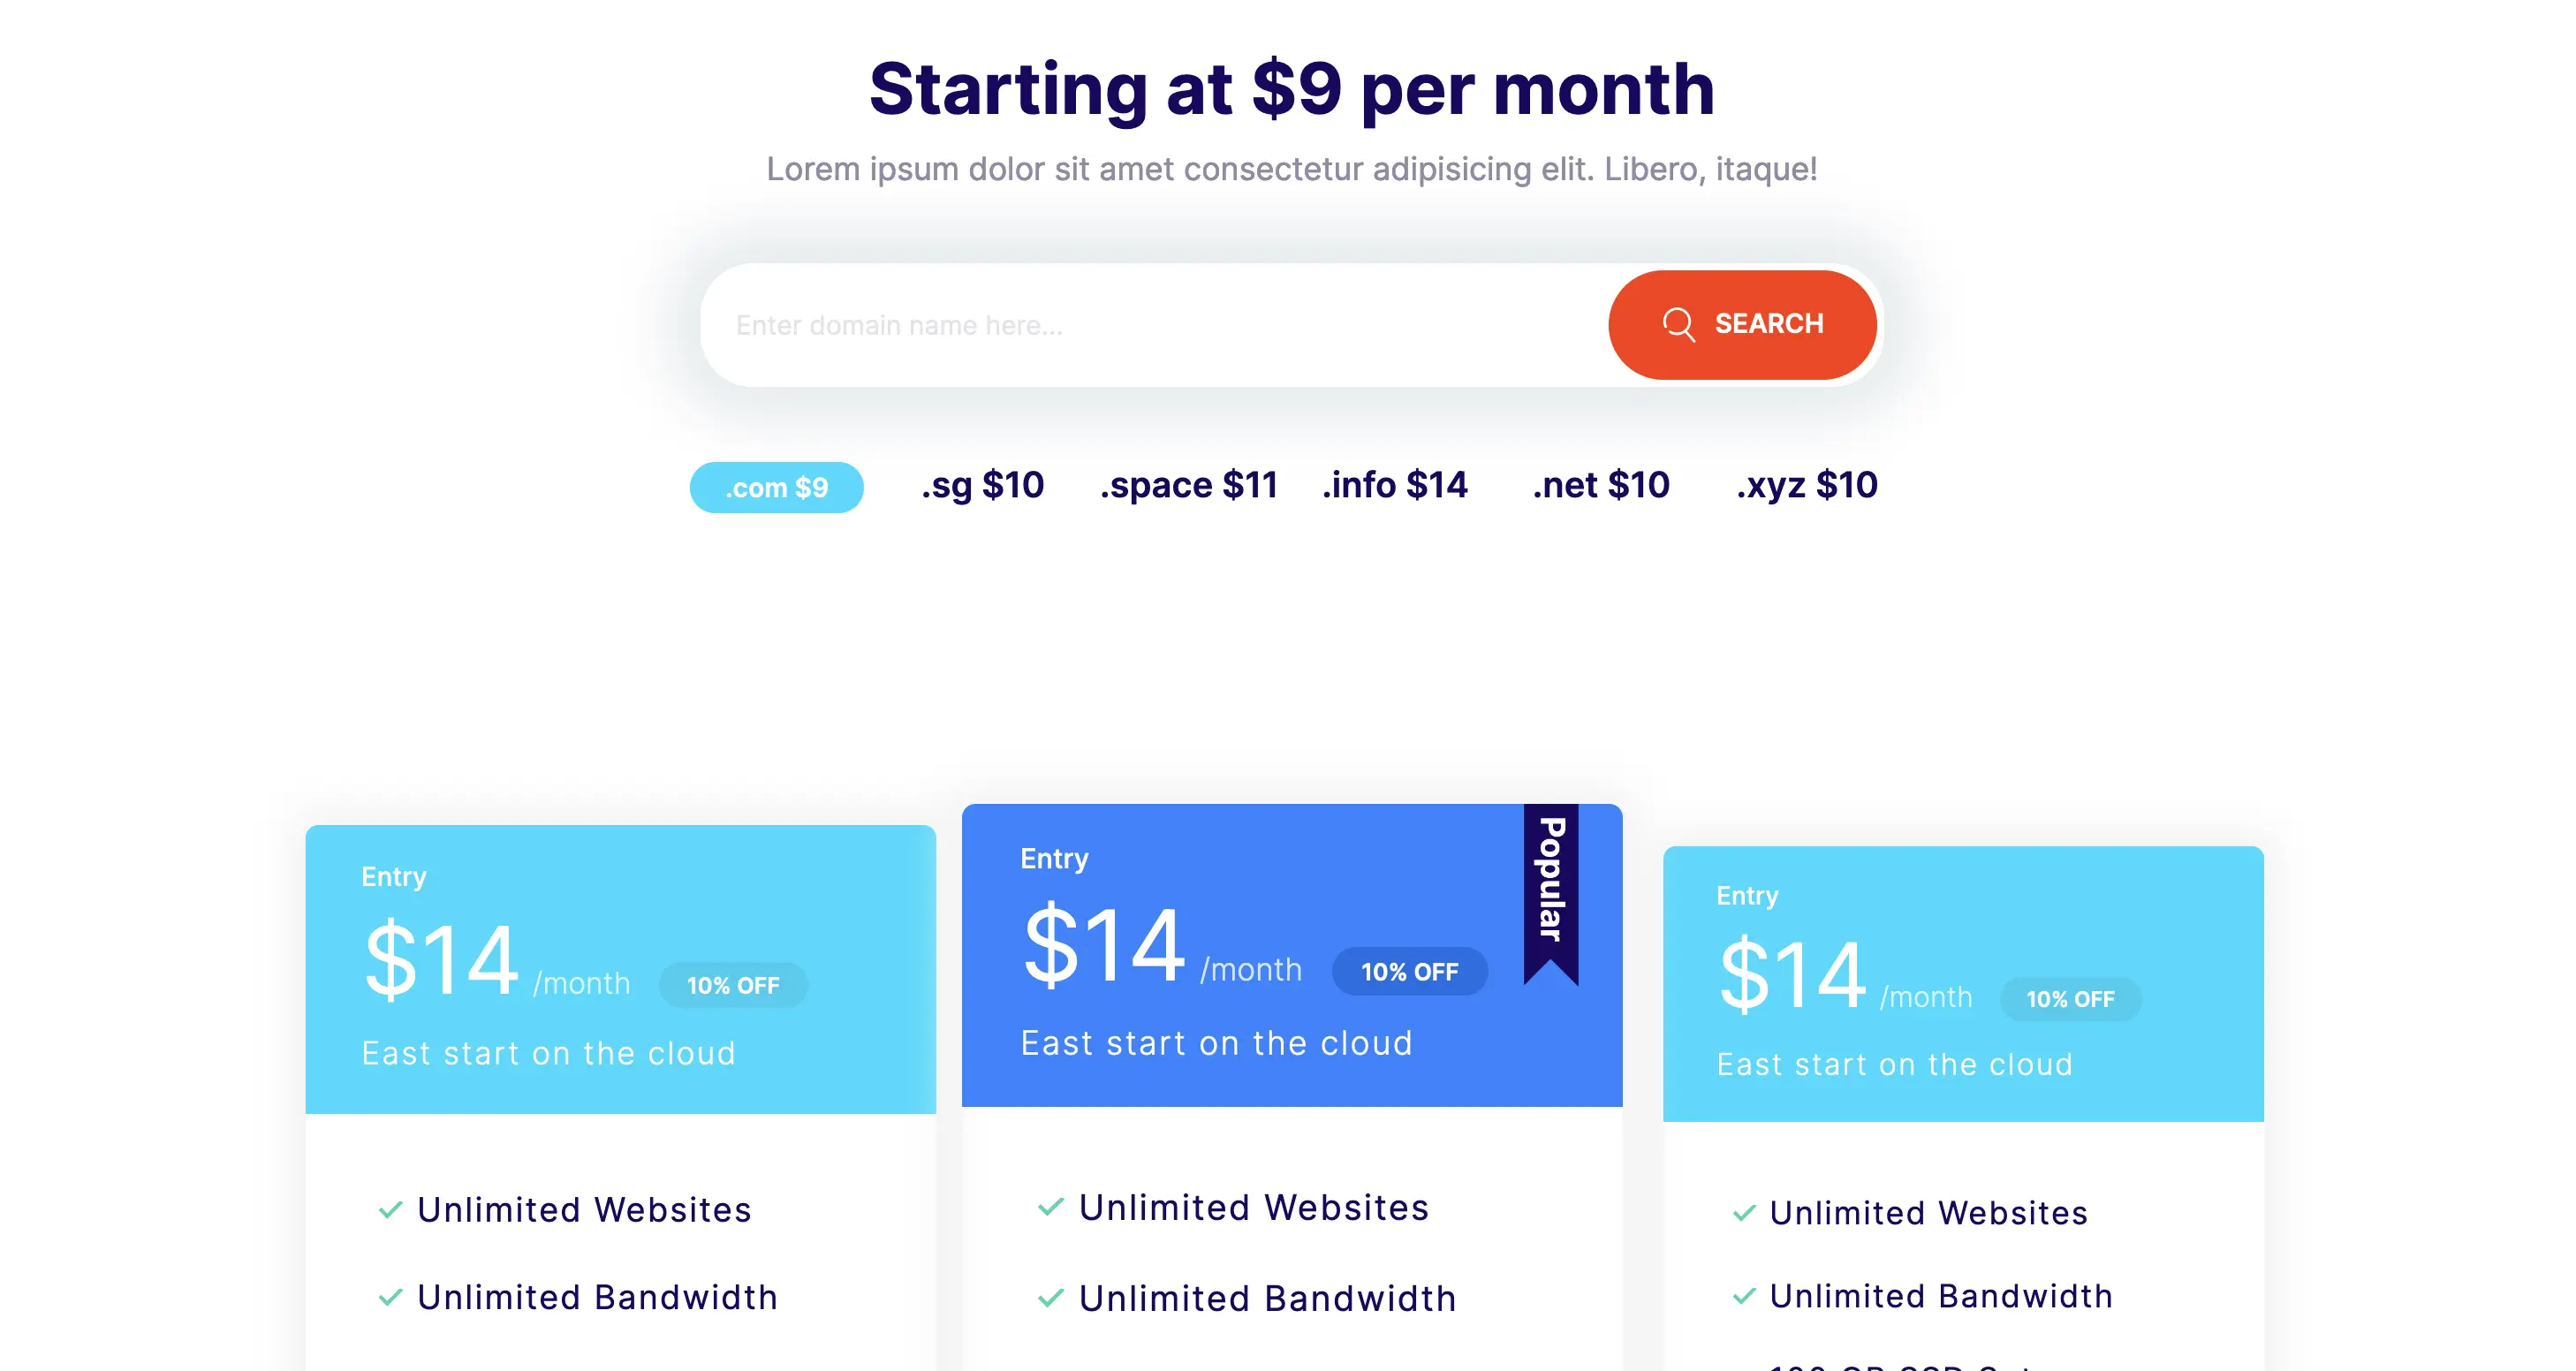 Starting at $9 per month
Lorem ipsum dolor sit amet consectetur adipisicing elit. Libero, itaque!
Enter domain name here...
SEARCH
.com $9 .sg $10 .space $11 .info $14 .net $10 .xyz $10
Entry
$14 /month 10% OFF
East start on the cloud
Unlimited Websites
Unlimited Bandwidth
Popular
Entry
$14 /month 10% OFF
East start on the cloud
Unlimited Websites
Unlimited Bandwidth
Entry
$14 /month 10% OFF
East start on the cloud
Unlimited Websites
Unlimited Bandwidth